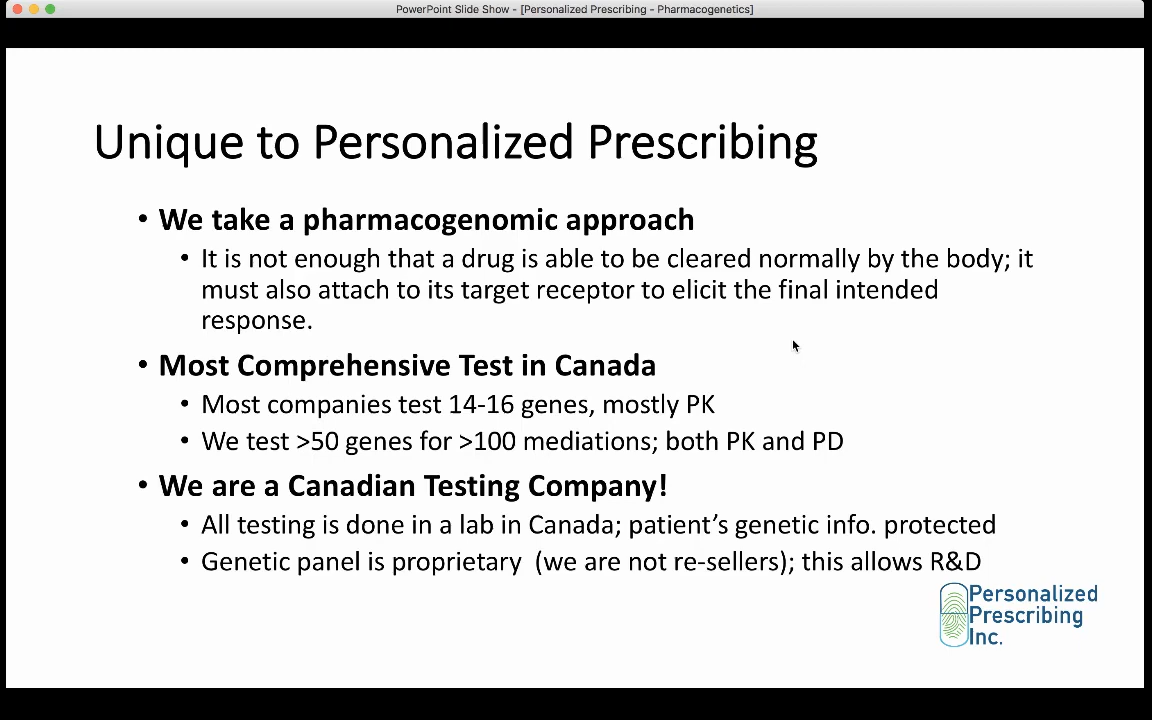 PowerPoint Slide Show - [Personalized Prescribing - Pharmacogenetics]
Unique to Personalized Prescribing
• We take a pharmacogenomic approach
• It is not enough that a drug is able to be cleared normally by the body; it
must also attach to its target receptor to elicit the final intended
response.
• Most Comprehensive Test in Canada
• Most companies test 14-16 genes, mostly PK
• We test >50 genes for >100 mediations; both PK and PD
• We are a Canadian Testing Company!
• All testing is done in a lab in Canada; patient's genetic info. protected
• Genetic panel is proprietary (we are not re-sellers); this allows R&D
Personalized
Prescribing
Inc.